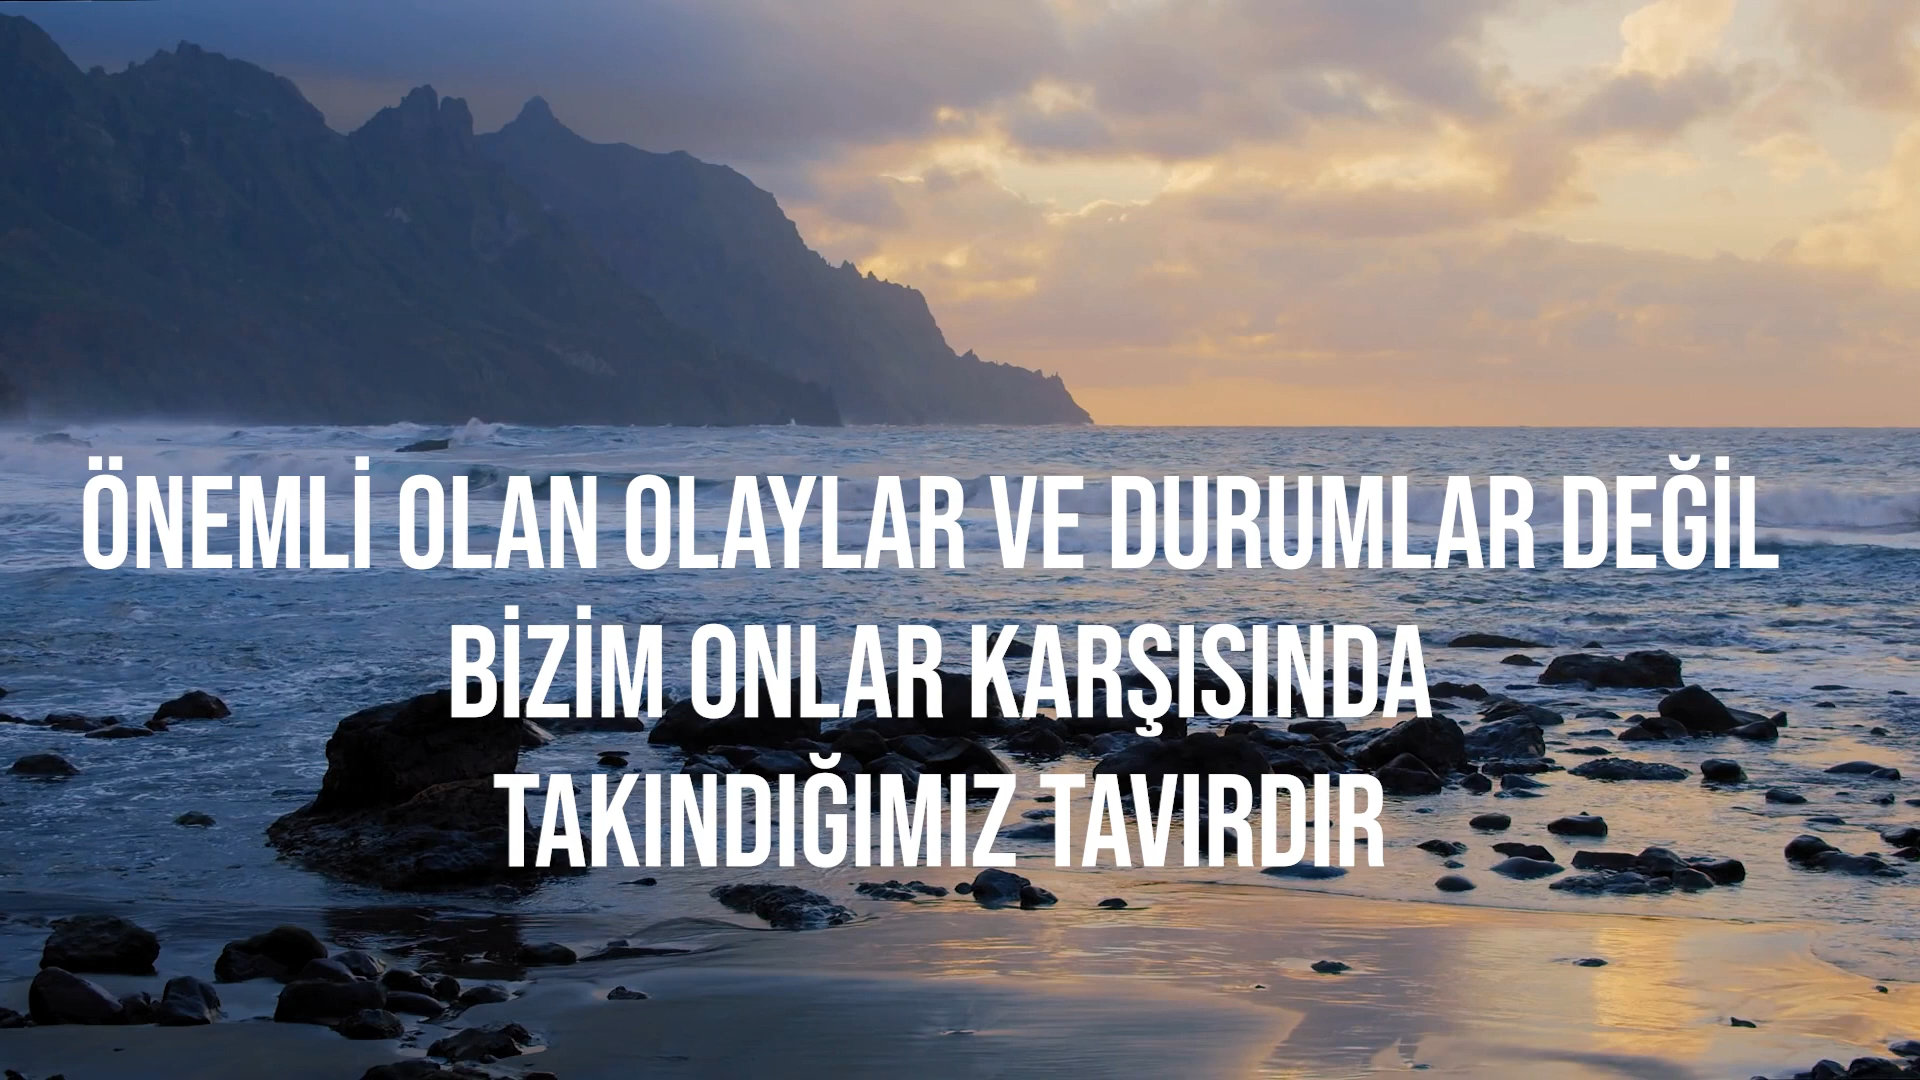 ÖNEMLİ OLAN OLAYLAR VE DURUMLAR DEĞİL
BİZİM ONLAR KARŞISINDA
TAKINDIĞIMIZ TAVIRDIR